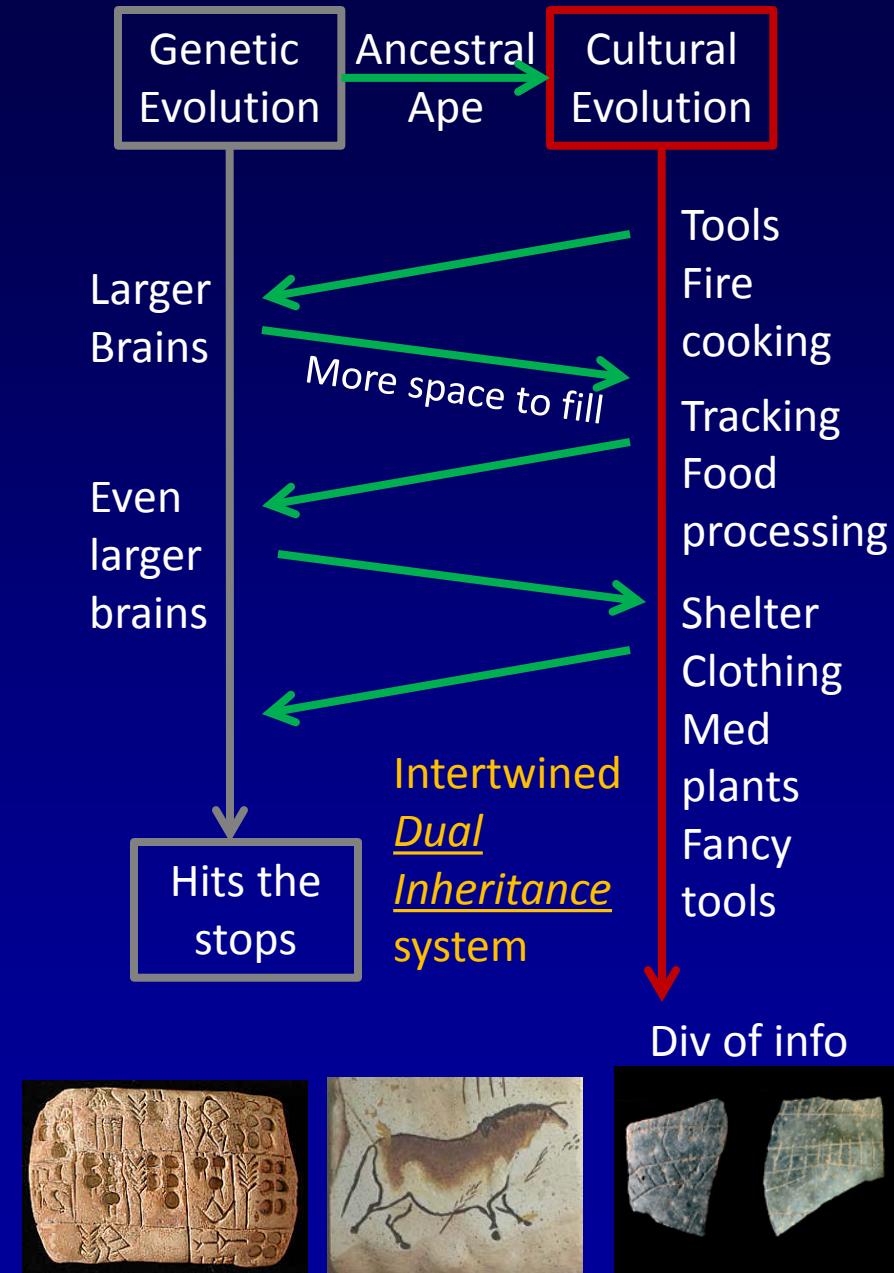 Genetic
Evolution
Ancestral
Ape
Cultural
Evolution
Tools
Fire
cooking
Larger
Brains
More space to fill
Tracking
Food
processing
Even
larger
brains
Shelter
Clothing
Med
plants
Fancy
tools
Intertwined
Dual
Inheritance
system
Hits the
stops
Div of info